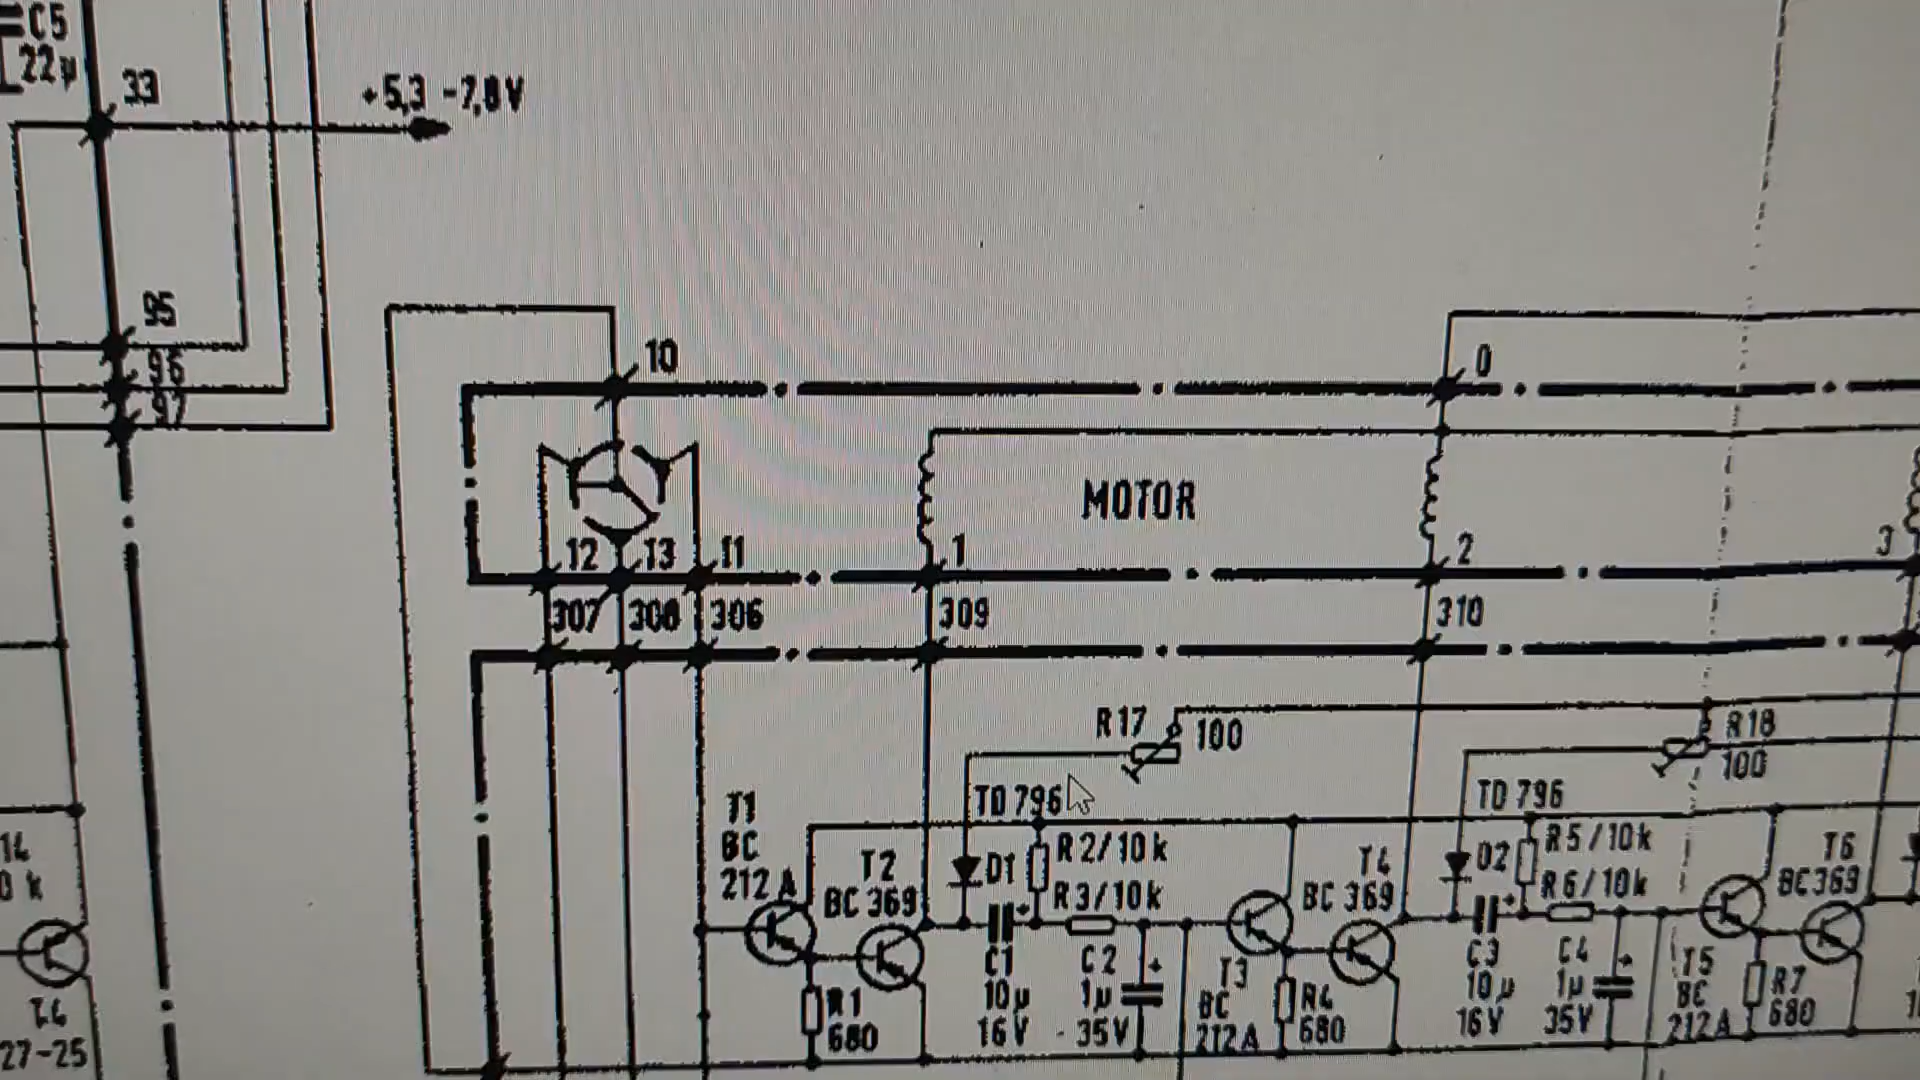 C5
22µ
33
+5,3 -7,8V
95
96
97
10
0
MOTOR
12
13
11
1
2
3
307
308
306
309
310
R17
100
R18
100
TD 796
TD 796
T1
BC
212 A
T2
BC 369
D1
R2/10k
R3/10k
T4
BC 369
D2
R5/10k
R6/10k
T6
BC369
C1
10µ
16V
C2
1µ
35V
T3
BC
212A
R4
680
C3
10µ
16V
C4
1µ
35V
T5
BC
212A
R7
680
R1
680
14
0 k
27-25